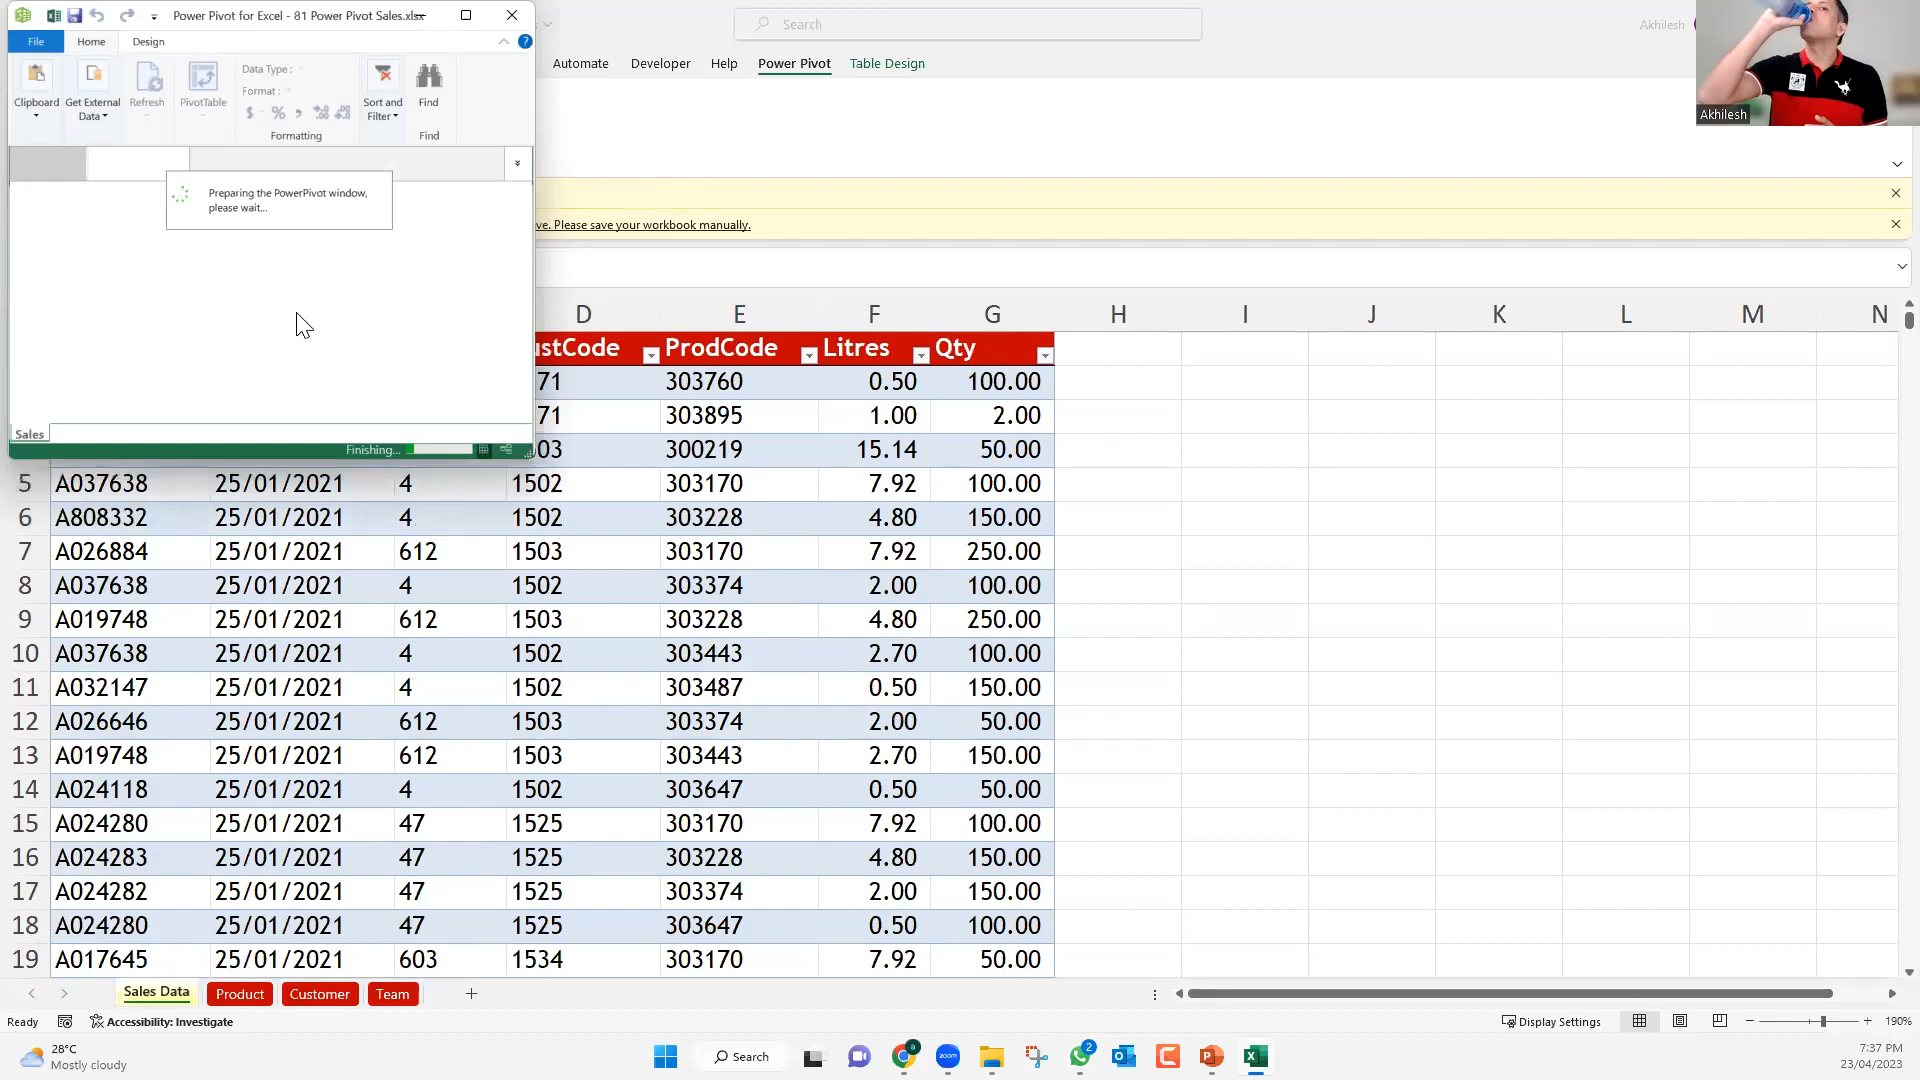 Power Pivot for Excel - 81 Power Pivot Sales.xlsx
Search
Akhilesh
File Home Design
Automate Developer Help Power Pivot Table Design
Clipboard
Get External Data
Refresh
PivotTable
Data Type :
Format :
$ % ,
Formatting
Sort and Filter
Find
Find
Akhilesh
Preparing the PowerPivot window,
please wait...
ve. Please save your workbook manually.
Sales
Finishing...
D E F G H I J K L M N
ustCode ProdCode Litres Qty
71 303760 0.50 100.00
71 303895 1.00 2.00
03 300219 15.14 50.00
5 A037638 25/01/2021 4 1502 303170 7.92 100.00
6 A808332 25/01/2021 4 1502 303228 4.80 150.00
7 A026884 25/01/2021 612 1503 303170 7.92 250.00
8 A037638 25/01/2021 4 1502 303374 2.00 100.00
9 A019748 25/01/2021 612 1503 303228 4.80 250.00
10 A037638 25/01/2021 4 1502 303443 2.70 100.00
11 A032147 25/01/2021 4 1502 303487 0.50 150.00
12 A026646 25/01/2021 612 1503 303374 2.00 50.00
13 A019748 25/01/2021 612 1503 303443 2.70 150.00
14 A024118 25/01/2021 4 1502 303647 0.50 50.00
15 A024280 25/01/2021 47 1525 303170 7.92 100.00
16 A024283 25/01/2021 47 1525 303228 4.80 150.00
17 A024282 25/01/2021 47 1525 303374 2.00 150.00
18 A024280 25/01/2021 47 1525 303647 0.50 100.00
19 A017645 25/01/2021 603 1534 303170 7.92 50.00
Sales Data Product Customer Team
Ready Accessibility: Investigate Display Settings 190%
28°C
Mostly cloudy
Search
zoom
2
7:37 PM
23/04/2023